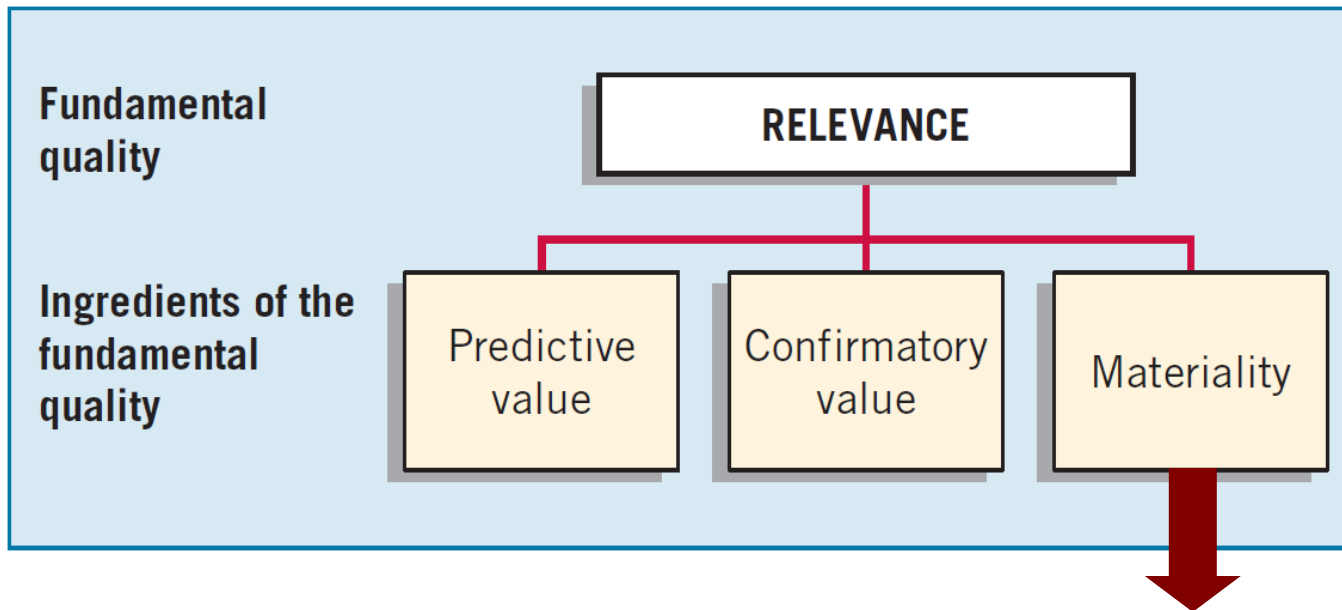 Fundamental
quality
RELEVANCE
Ingredients of the
fundamental
quality
Predictive
value
Confirmatory
value
Materiality